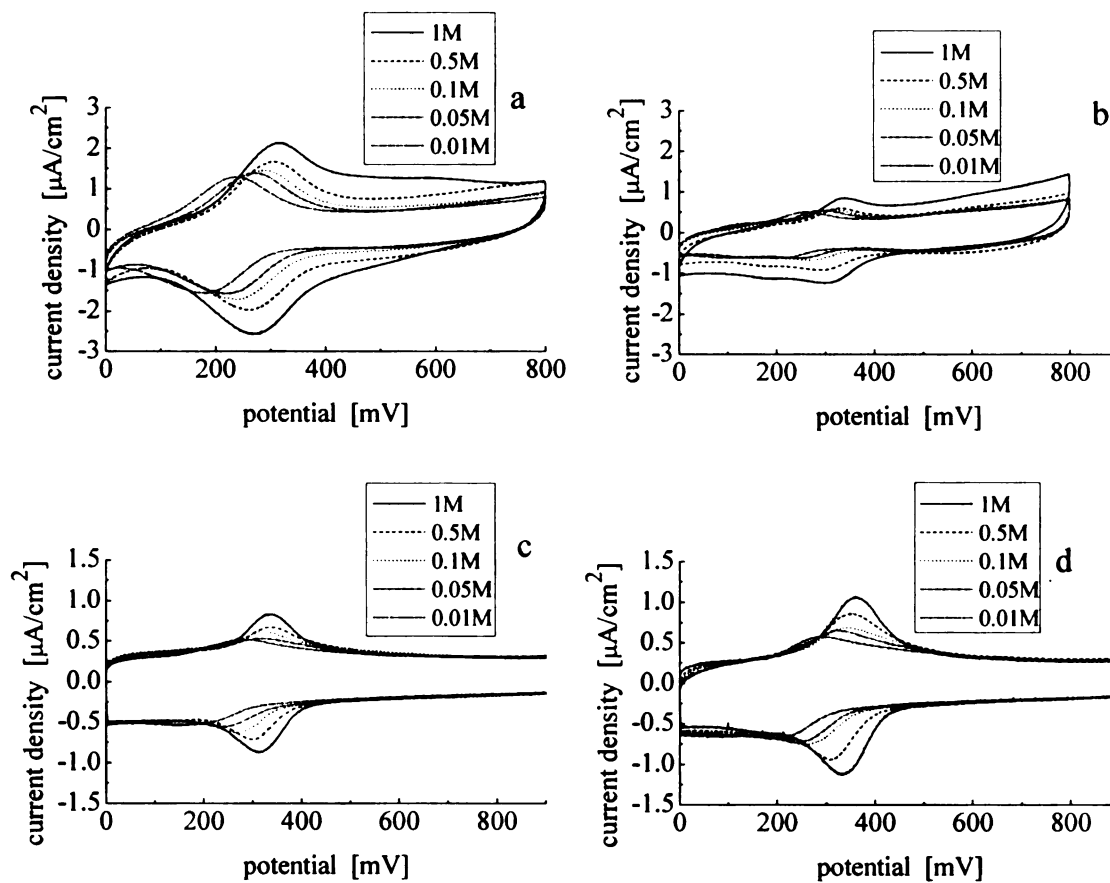 1M
0.5M
0.1M
0.05M
0.01M
a
current density [µA/cm²]
3
2
1
0
-1
-2
-3
0 200 400 600 800
potential [mV]
1M
0.5M
0.1M
0.05M
0.01M
b
current density [µA/cm²]
3
2
1
0
-1
-2
-3
0 200 400 600 800
potential [mV]
1M
0.5M
0.1M
0.05M
0.01M
c
current density [µA/cm²]
1.5
1.0
0.5
0.0
-0.5
-1.0
-1.5
0 200 400 600 800
potential [mV]
1M
0.5M
0.1M
0.05M
0.01M
d
current density [µA/cm²]
1.5
1.0
0.5
0.0
-0.5
-1.0
-1.5
0 200 400 600 800
potential [mV]